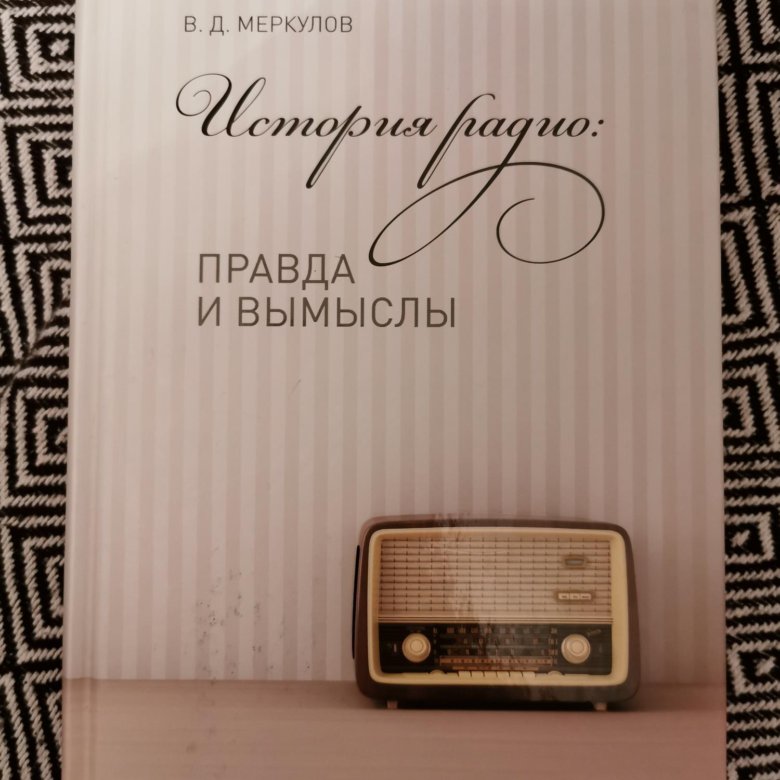 В. Д. МЕРКУЛОВ
История радио:
ПРАВДА
И ВЫМЫСЛЫ